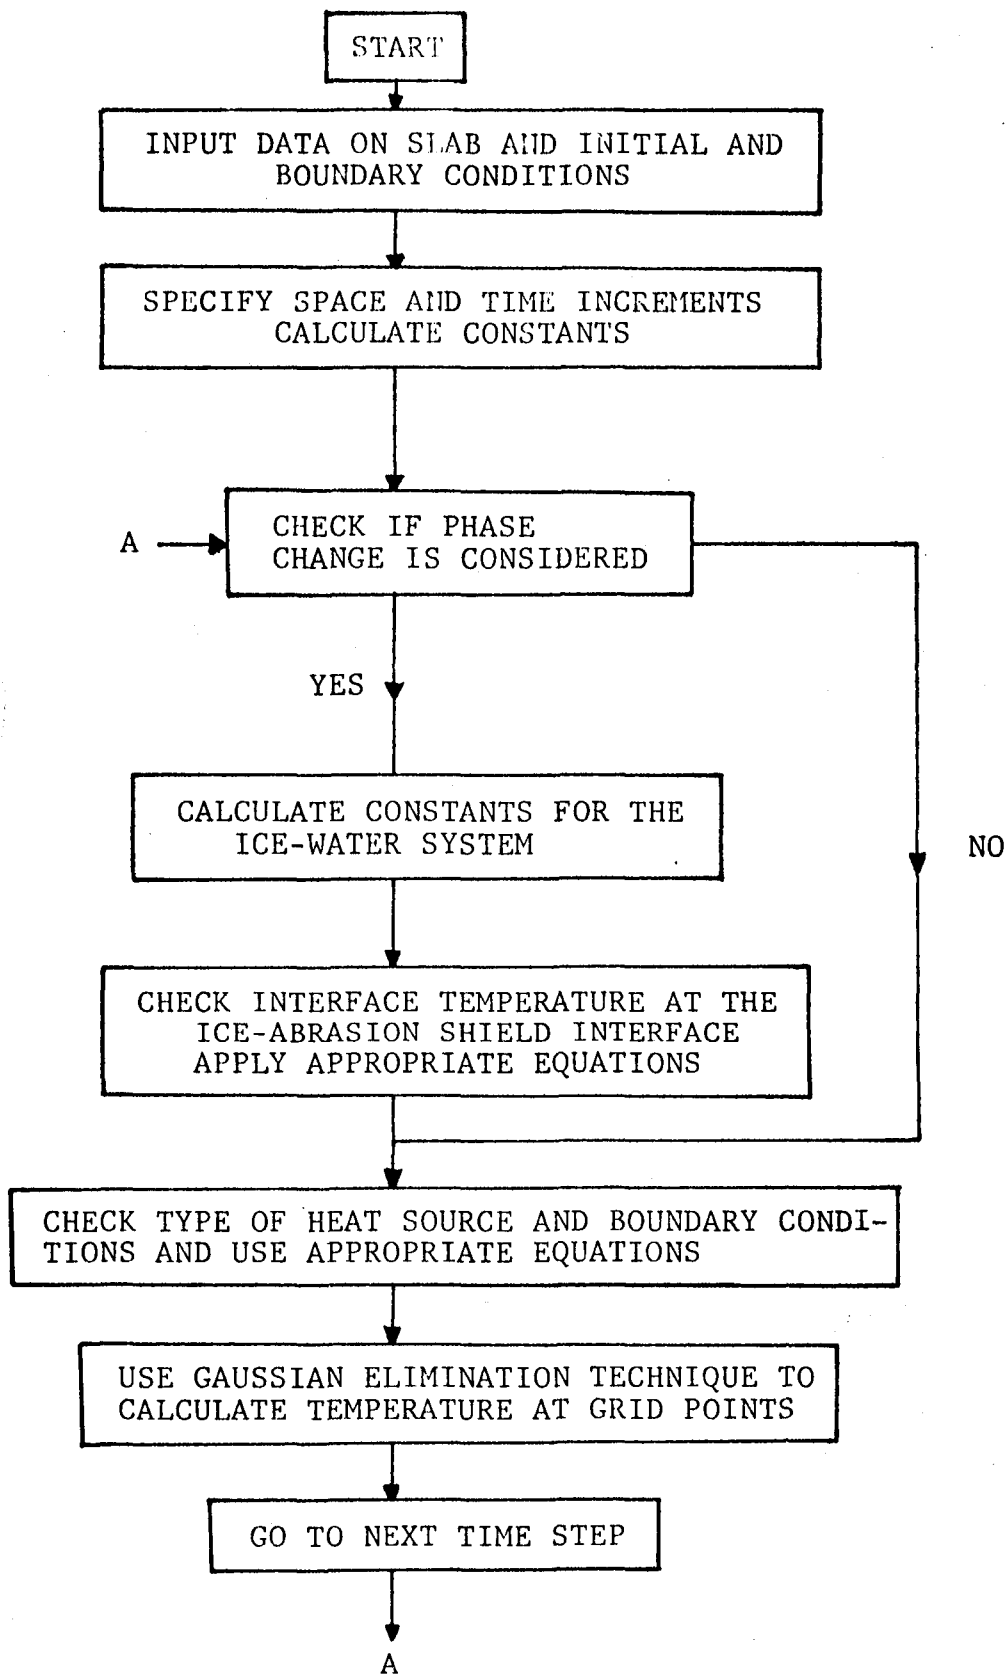 START
INPUT DATA ON SLAB AND INITIAL AND
BOUNDARY CONDITIONS
SPECIFY SPACE AND TIME INCREMENTS
CALCULATE CONSTANTS
A
CHECK IF PHASE
CHANGE IS CONSIDERED
YES
CALCULATE CONSTANTS FOR THE
ICE-WATER SYSTEM
NO
CHECK INTERFACE TEMPERATURE AT THE
ICE-ABRASION SHIELD INTERFACE
APPLY APPROPRIATE EQUATIONS
CHECK TYPE OF HEAT SOURCE AND BOUNDARY CONDI-
TIONS AND USE APPROPRIATE EQUATIONS
USE GAUSSIAN ELIMINATION TECHNIQUE TO
CALCULATE TEMPERATURE AT GRID POINTS
GO TO NEXT TIME STEP
A